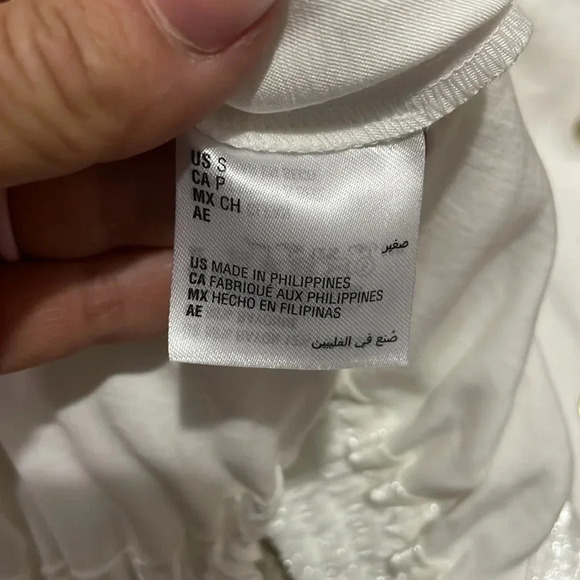 US S
CA P
MX CH
AE
صغير
US MADE IN PHILIPPINES
CA FABRIQUÉ AUX PHILIPPINES
MX HECHO EN FILIPINAS
AE
صُنع في الفليبين